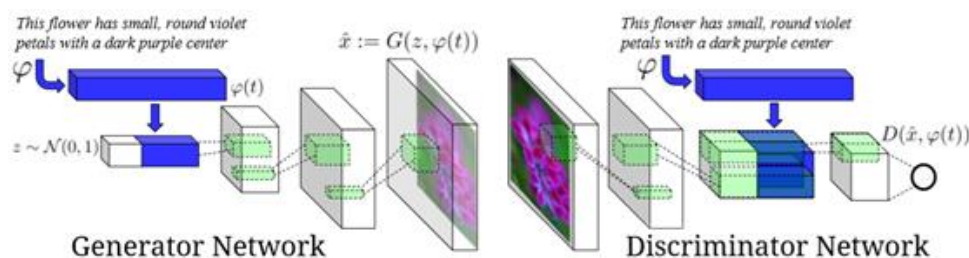 This flower has small, round violet
petals with a dark purple center
φ
φ(t)
z ~ N(0, 1)
x̂ := G(z, φ(t))
Generator Network
This flower has small, round violet
petals with a dark purple center
φ
D(x̂, φ(t))
Discriminator Network